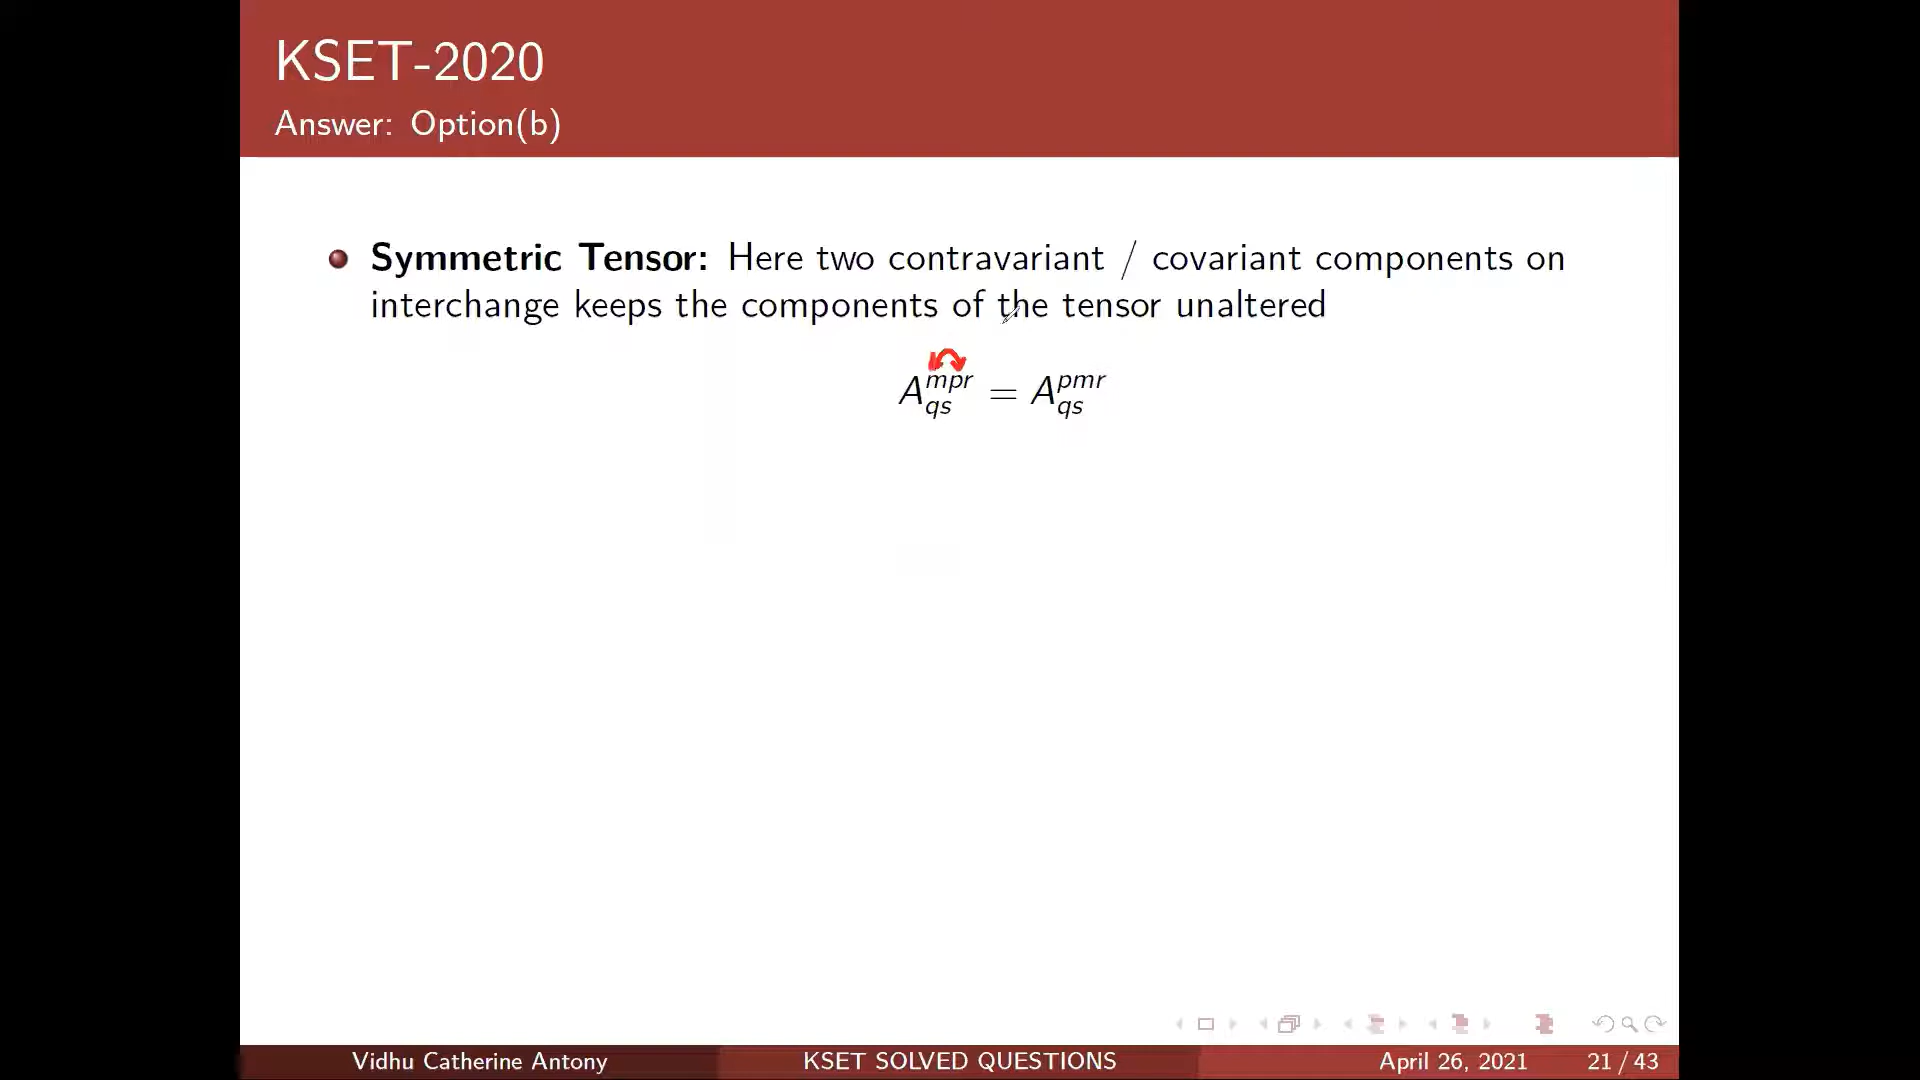 KSET-2020
Answer: Option(b)
Symmetric Tensor: Here two contravariant / covariant components on
interchange keeps the components of the tensor unaltered
A^{mpr}_{qs} = A^{pmr}_{qs}
Vidhu Catherine Antony KSET SOLVED QUESTIONS April 26, 2021 21 / 43